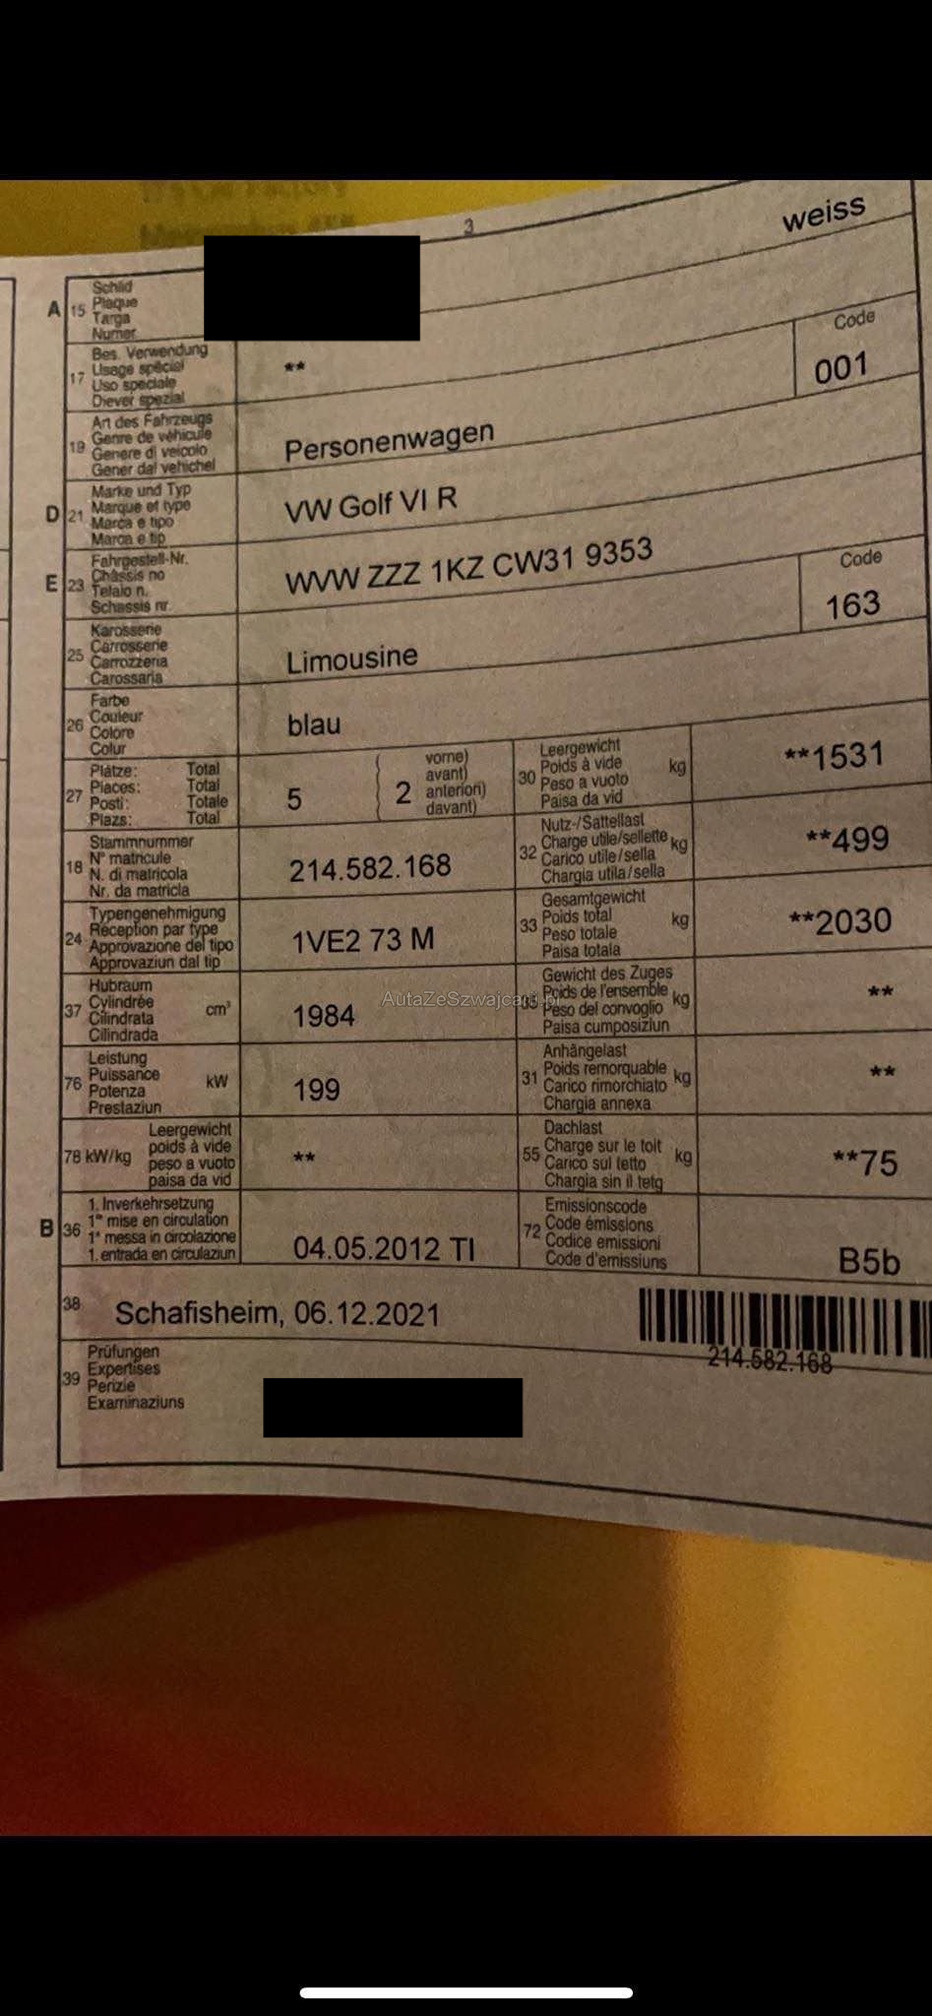 3
weiss
A 15 Schild
Plaque
Targa
Numer
17 Bes. Verwendung
Usage spécial
Uso speciale
Diever spezial
**
Code
001
19 Art des Fahrzeugs
Genre de véhicule
Genere di veicolo
Gener dal vehichel
Personenwagen
D 21 Marke und Typ
Marque et type
Marca e tipo
Marca e tip
VW Golf VI R
E 23 Fahrgestell-Nr.
Châssis no
Telaio n.
Schassis nr.
WVW ZZZ 1KZ CW31 9353
Code
163
25 Karosserie
Carrosserie
Carrozzeria
Carossaria
Limousine
26 Farbe
Couleur
Colore
Colur
blau
27 Plätze: Total
Places: Total
Posti: Totale
Plazs: Total
5
2
vorne)
avant)
anteriori)
davant)
30 Leergewicht
Poids à vide
Peso a vuoto
Paisa da vid
kg
**1531
18 Stammnummer
N° matricule
N. di matricola
Nr. da matricla
214.582.168
32 Nutz-/Sattellast
Charge utile/sellette
Carico utile/sella
Chargia utila/sella
kg
**499
24 Typengenehmigung
Réception par type
Approvazione del tipo
Approvaziun dal tip
1VE2 73 M
33 Gesamtgewicht
Poids total
Peso totale
Paisa totala
kg
**2030
37 Hubraum
Cylindrée
Cilindrata
Cilindrada
cm³
1984
AutaZeSzwajcarii.pl
35 Gewicht des Zuges
Poids de l'ensemble
Peso del convoglio
Paisa cumposiziun
kg
**
76 Leistung
Puissance
Potenza
Prestaziun
kW
199
31 Anhängelast
Poids remorquable
Carico rimorchiato
Chargia annexa
kg
**
78 kW/kg
Leergewicht
poids à vide
peso a vuoto
paisa da vid
**
55 Dachlast
Charge sur le toit
Carico sul tetto
Chargia sin il tetg
kg
**75
B 36 1. Inverkehrsetzung
1re mise en circulation
1a messa in circolazione
1. entrada en circulaziun
04.05.2012 TI
72 Emissionscode
Code émissions
Codice emissioni
Code d'emissiuns
B5b
38 Schafisheim, 06.12.2021
214.582.168
39 Prüfungen
Expertises
Perizie
Examinaziuns